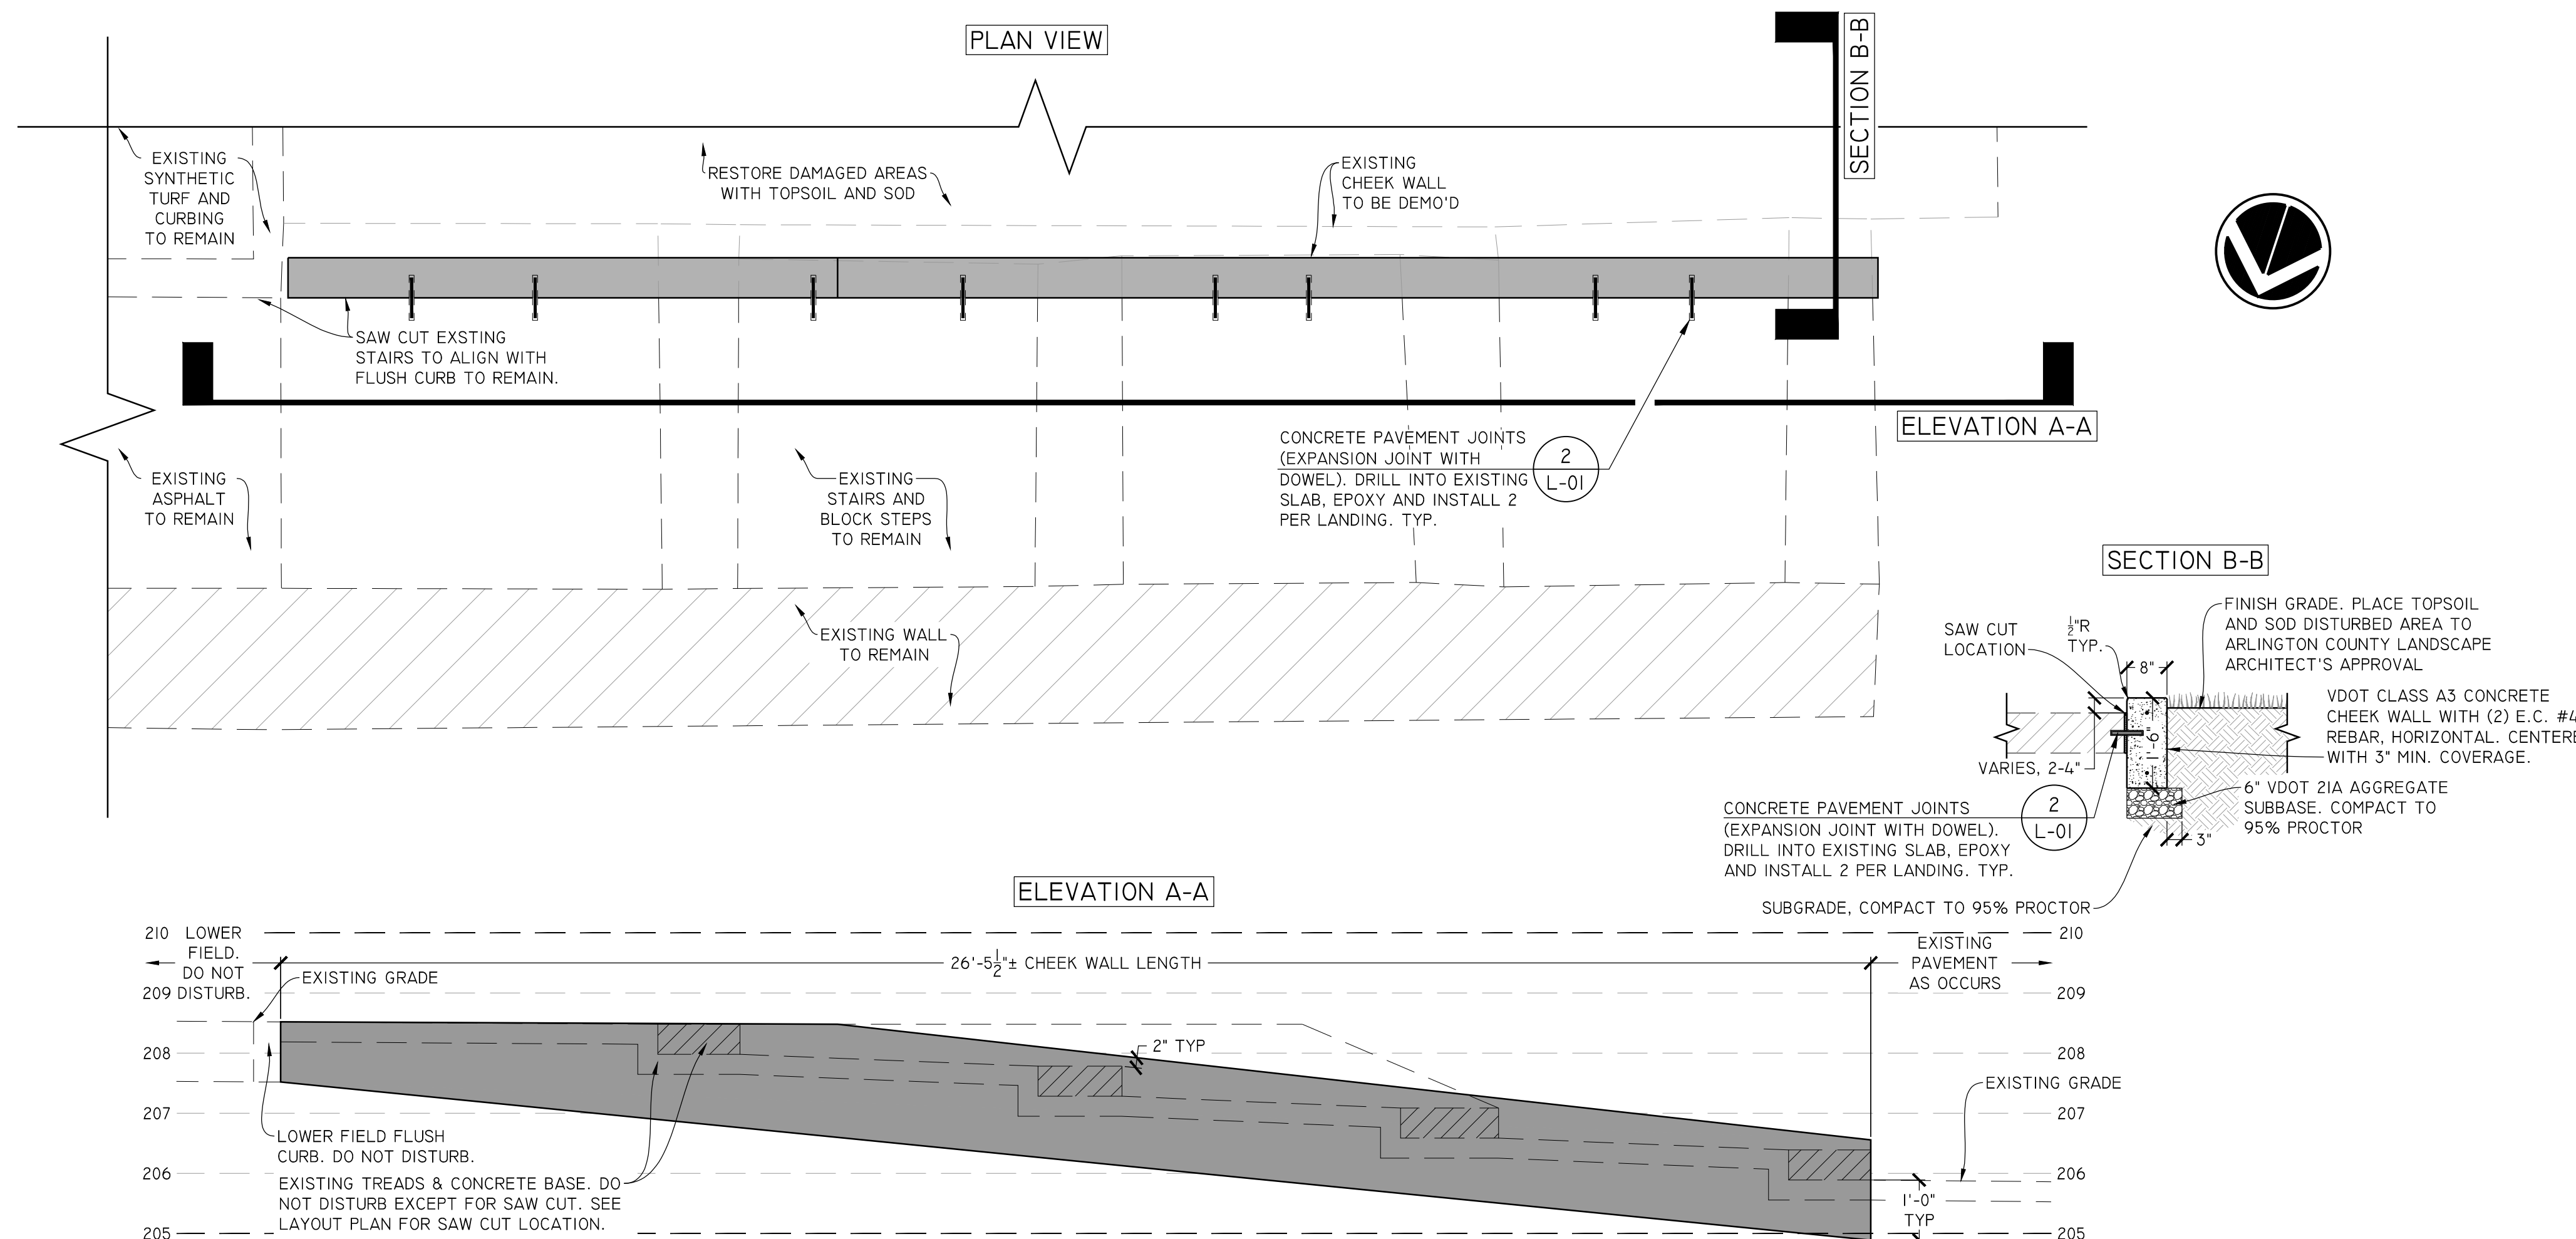 PLAN VIEW
SECTION B-B
EXISTING
SYNTHETIC
TURF AND
CURBING
TO REMAIN
RESTORE DAMAGED AREAS
WITH TOPSOIL AND SOD
EXISTING
CHEEK WALL
TO BE DEMO'D
SAW CUT EXSTING
STAIRS TO ALIGN WITH
FLUSH CURB TO REMAIN.
ELEVATION A-A
CONCRETE PAVEMENT JOINTS
(EXPANSION JOINT WITH
DOWEL). DRILL INTO EXISTING
SLAB, EPOXY AND INSTALL 2
PER LANDING. TYP.
2
L-01
EXISTING
ASPHALT
TO REMAIN
EXISTING
STAIRS AND
BLOCK STEPS
TO REMAIN
EXISTING WALL
TO REMAIN
SECTION B-B
SAW CUT
LOCATION
½"R
TYP.
8"
FINISH GRADE. PLACE TOPSOIL
AND SOD DISTURBED AREA TO
ARLINGTON COUNTY LANDSCAPE
ARCHITECT'S APPROVAL
VDOT CLASS A3 CONCRETE
CHEEK WALL WITH (2) E.C. #4
REBAR, HORIZONTAL. CENTERE
WITH 3" MIN. COVERAGE.
1'-6"
VARIES, 2-4"
6" VDOT 21A AGGREGATE
SUBBASE. COMPACT TO
95% PROCTOR
3"
CONCRETE PAVEMENT JOINTS
(EXPANSION JOINT WITH DOWEL).
DRILL INTO EXISTING SLAB, EPOXY
AND INSTALL 2 PER LANDING. TYP.
2
L-01
SUBGRADE, COMPACT TO 95% PROCTOR
ELEVATION A-A
210
LOWER
FIELD.
DO NOT
DISTURB.
26'-5½"± CHEEK WALL LENGTH
EXISTING
PAVEMENT
AS OCCURS
210
EXISTING GRADE
209
209
208
2" TYP
208
EXISTING GRADE
207
207
LOWER FIELD FLUSH
CURB. DO NOT DISTURB.
206
206
EXISTING TREADS & CONCRETE BASE. DO
NOT DISTURB EXCEPT FOR SAW CUT. SEE
LAYOUT PLAN FOR SAW CUT LOCATION.
1'-0"
TYP
205
205